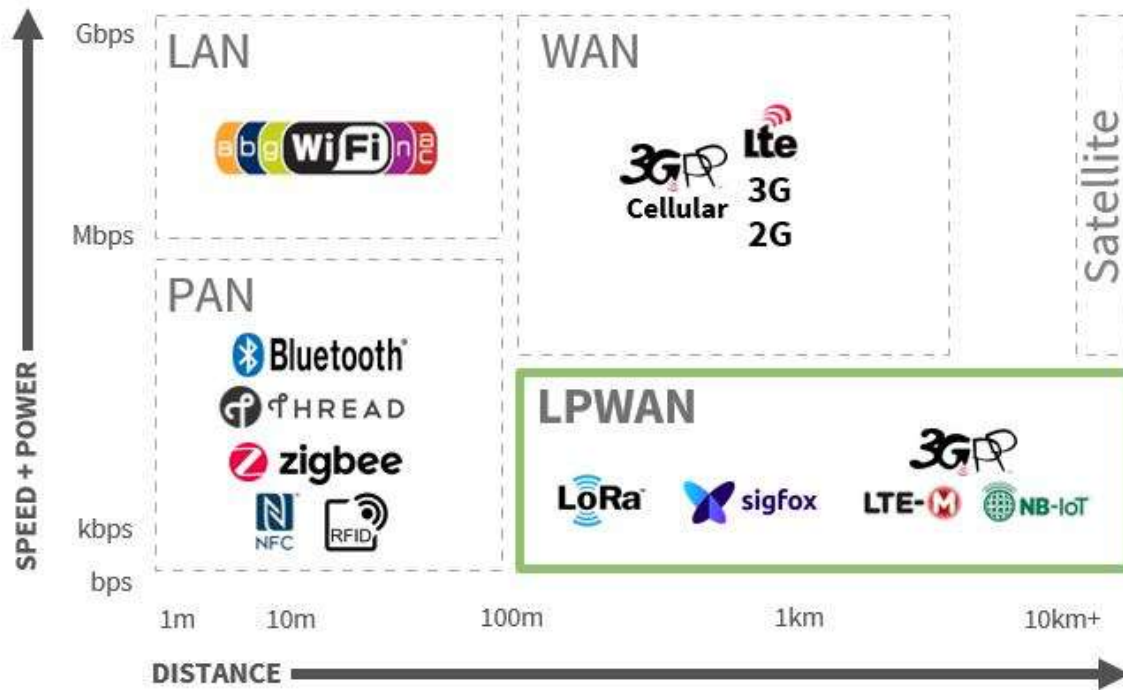 Gbps
LAN
WAN
Satellite
a b g WiFi n ac
3GPP
Cellular
Lte
3G
2G
Mbps
PAN
Bluetooth
THREAD
zigbee
NFC
RFID
LPWAN
LoRa
sigfox
3GPP
LTE-M
NB-IoT
SPEED + POWER
kbps
bps
1m 10m 100m 1km 10km+
DISTANCE